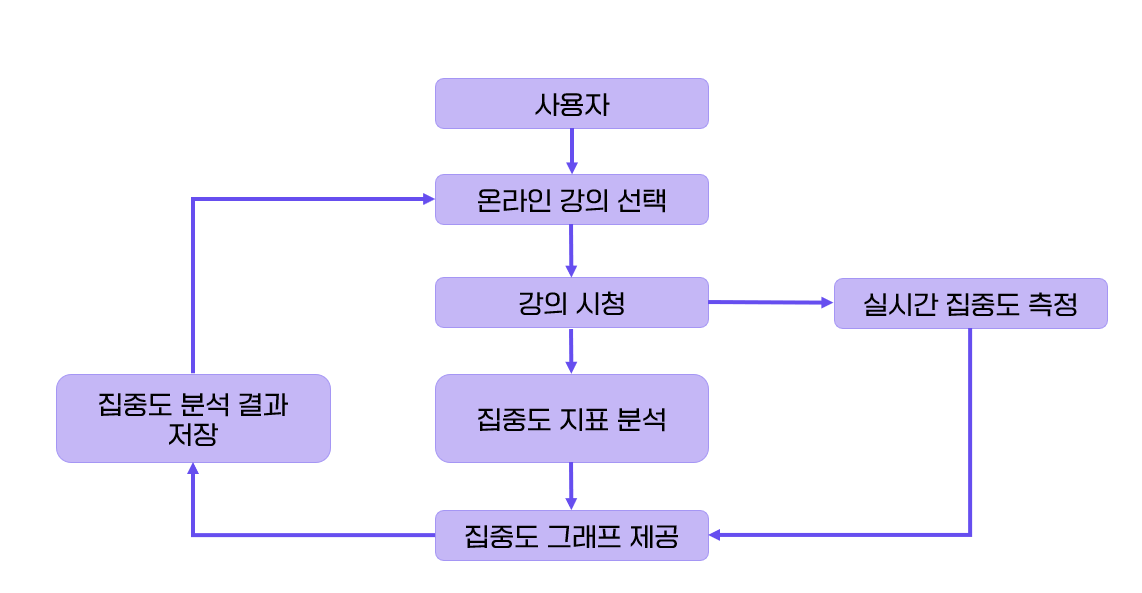 사용자
온라인 강의 선택
강의 시청
실시간 집중도 측정
집중도 분석 결과
저장
집중도 지표 분석
집중도 그래프 제공